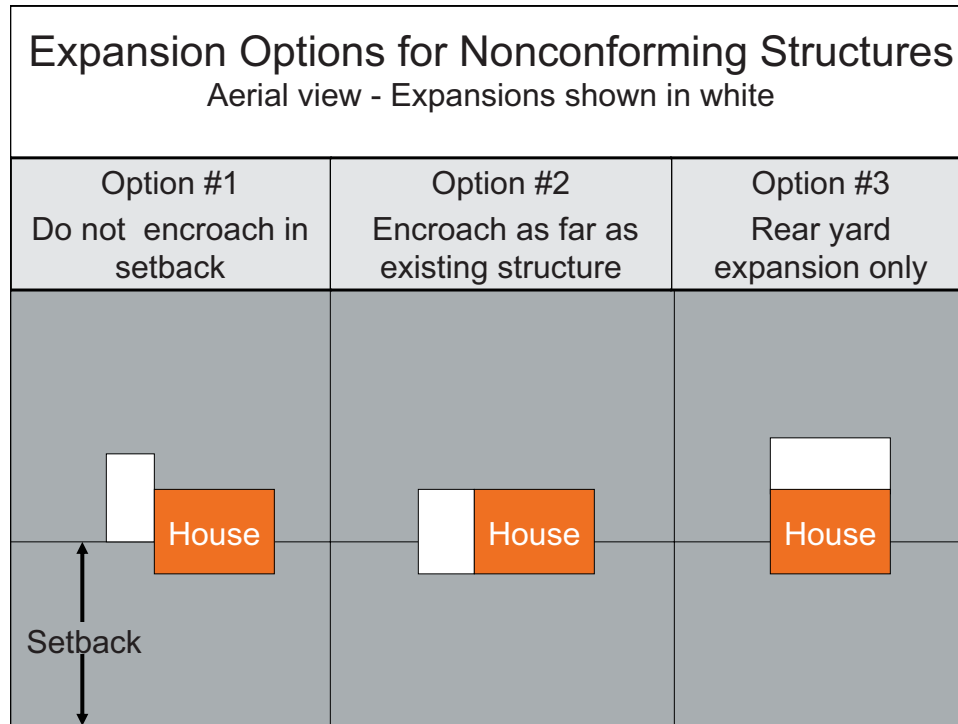 Expansion Options for Nonconforming Structures
Aerial view - Expansions shown in white
Option #1
Do not encroach in
setback
Option #2
Encroach as far as
existing structure
Option #3
Rear yard
expansion only
House
House
House
Setback